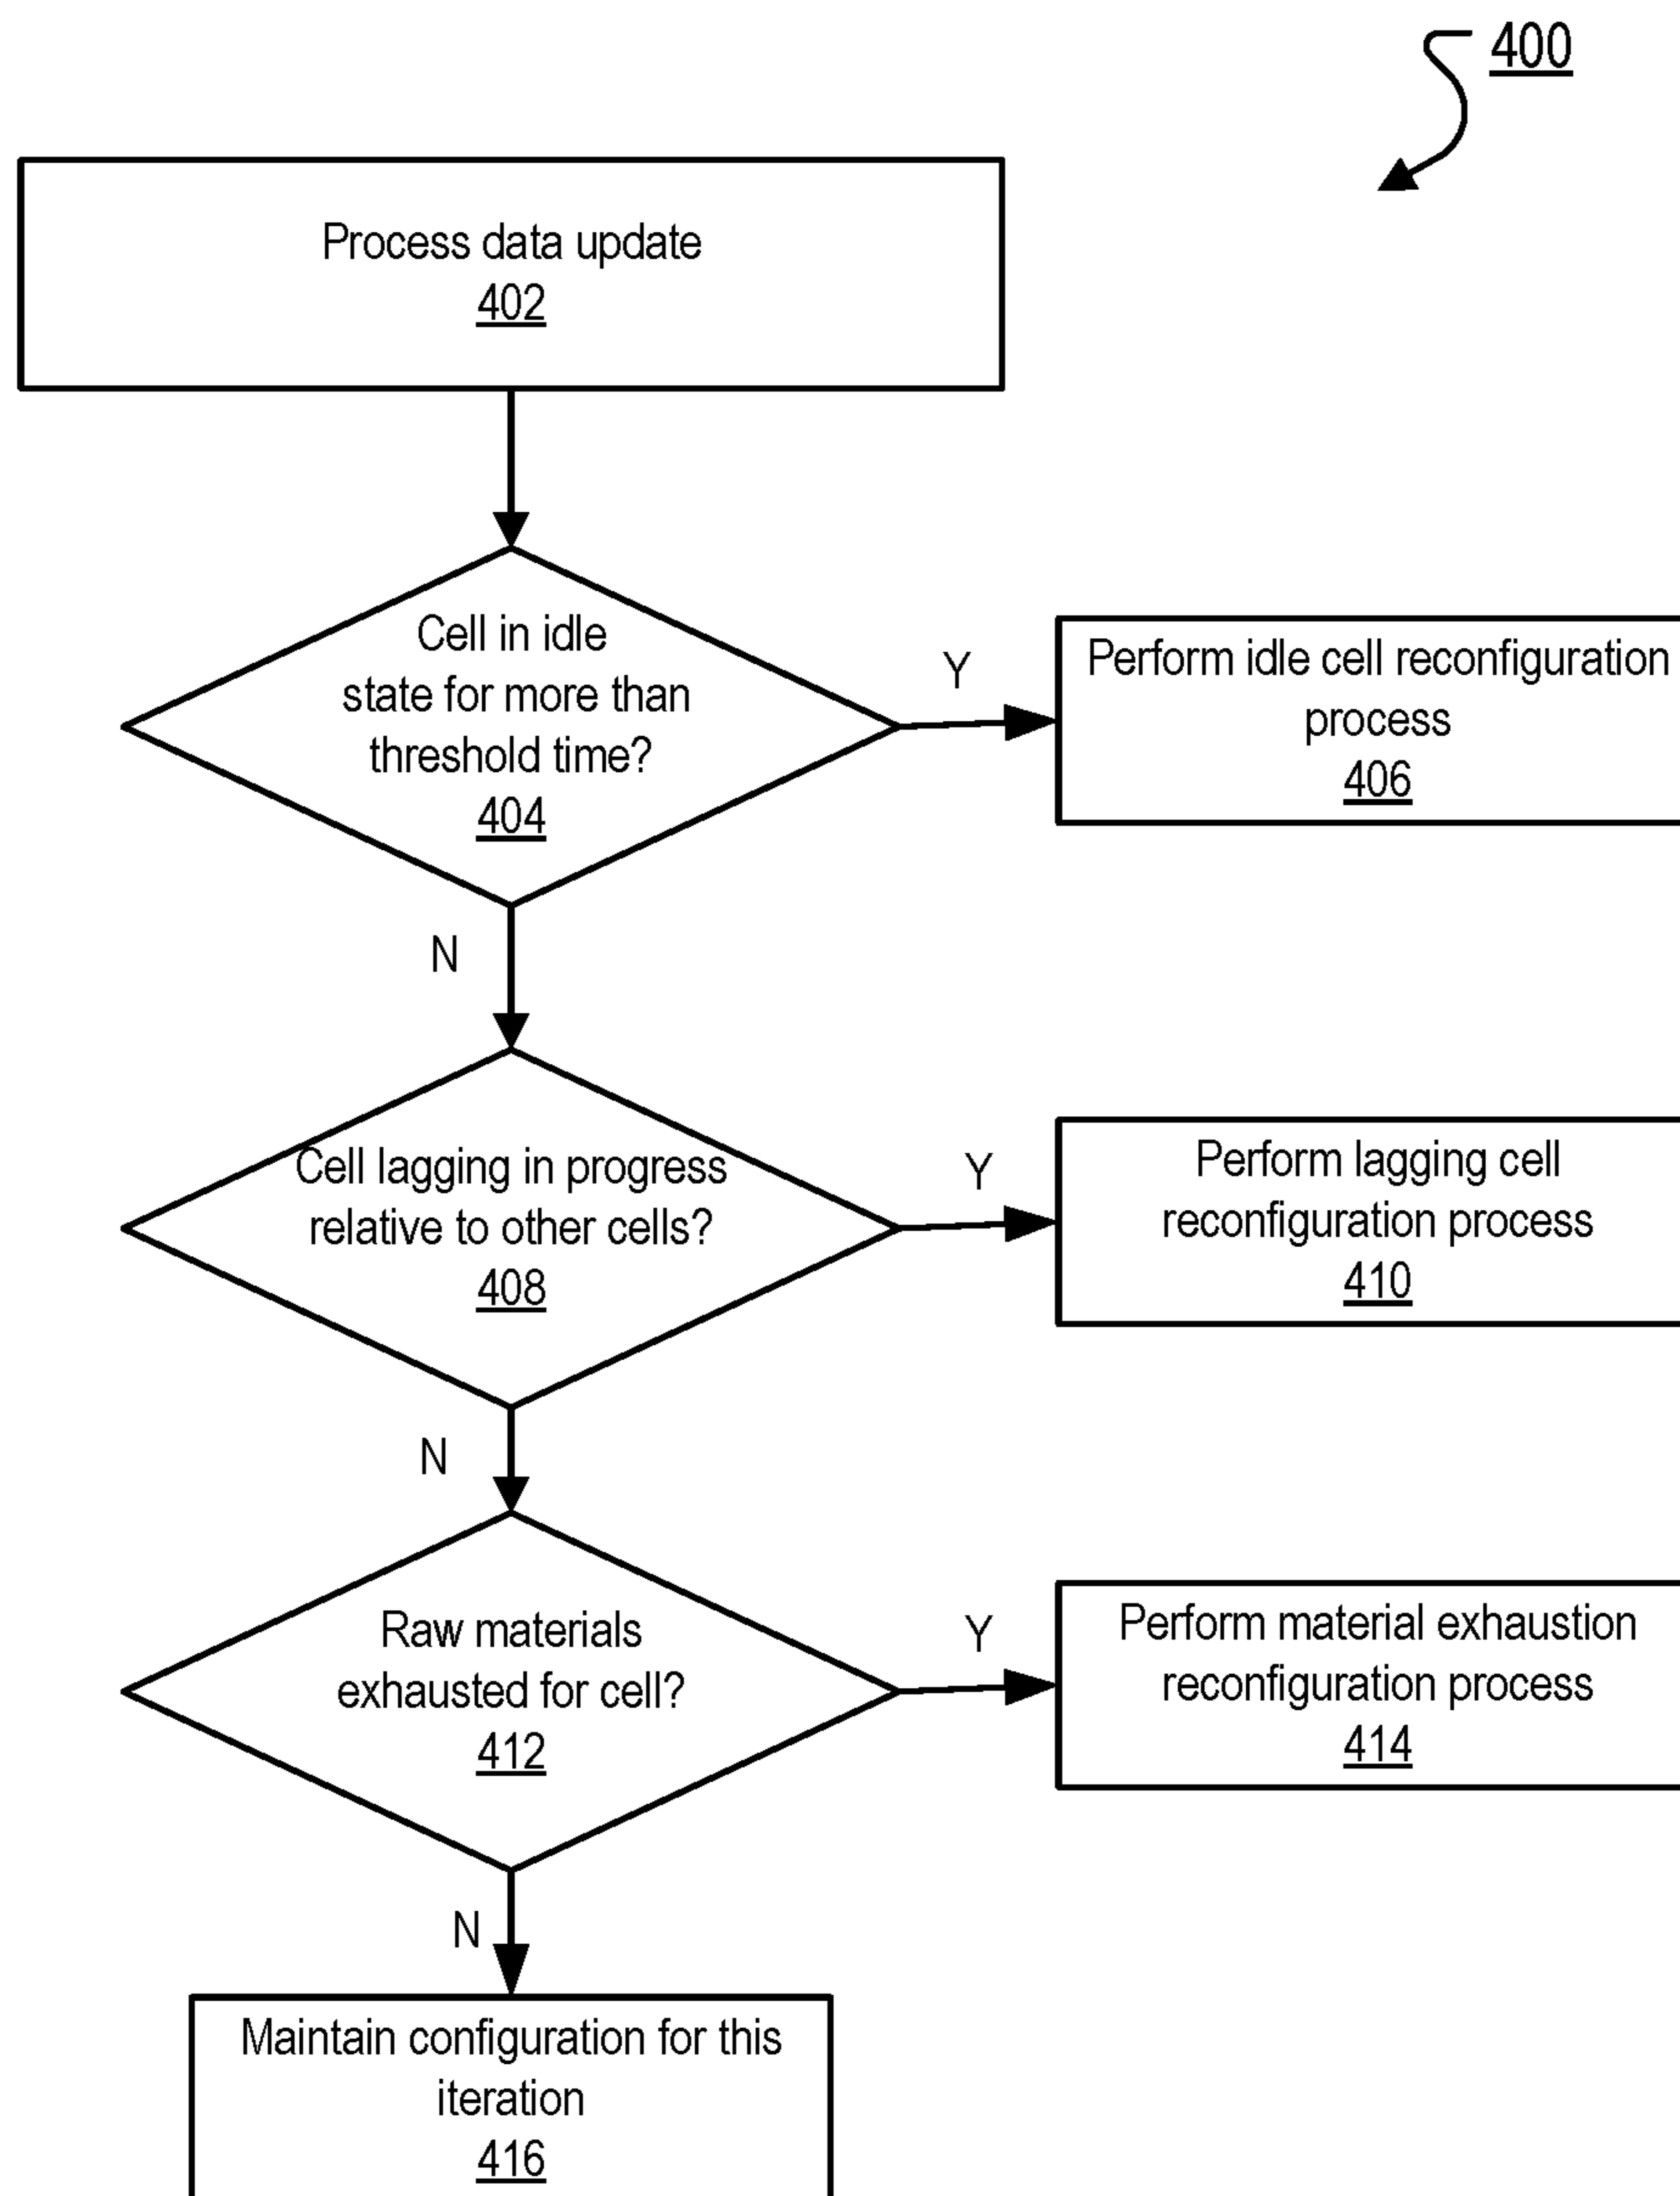 400
Process data update
402
Cell in idle
state for more than
threshold time?
404
Y
Perform idle cell reconfiguration
process
406
N
Cell lagging in progress
relative to other cells?
408
Y
Perform lagging cell
reconfiguration process
410
N
Raw materials
exhausted for cell?
412
Y
Perform material exhaustion
reconfiguration process
414
N
Maintain configuration for this
iteration
416